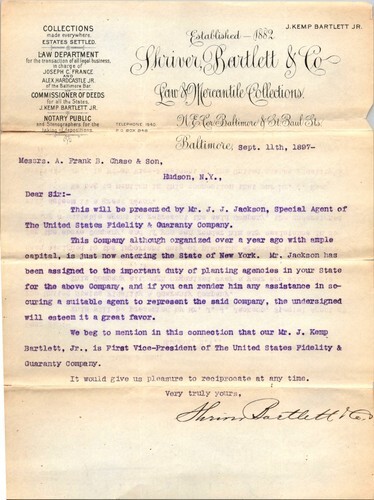 COLLECTIONS
made everywhere.
ESTATES SETTLED.
LAW DEPARTMENT
for the transaction of all legal business,
in charge of
JOSEPH C. FRANCE
AND
ALEX. HARDCASTLE JR.
of the Baltimore Bar.
COMMISSIONER OF DEEDS
for all the States.
J. KEMP BARTLETT JR.
NOTARY PUBLIC
and Stenographers for the
taking of depositions.
J. KEMP BARTLETT JR.
Established — 1882.
Shriver, Bartlett & Co.
Law & Mercantile Collections.
N.E. Cor. Baltimore & St. Paul Sts.
TELEPHONE 1640
P.O. BOX
Baltimore, Sept. 11th, 1897-
Messrs. A. Frank B. Chase & Son,
Hudson, N.Y.,
Dear Sir:-
This will be presented by Mr. J. J. Jackson, Special Agent of
The United States Fidelity & Guaranty Company.
This Company although organized over a year ago with ample
capital, is just now entering the State of New York. Mr. Jackson has
been assigned to the important duty of planting agencies in your State
for the above Company, and if you can render him any assistance in se-
curing a suitable agent to represent the said Company, the undersigned
will esteem it a great favor.
We beg to mention in this connection that our Mr. J. Kemp
Bartlett, Jr., is First Vice-President of The United States Fidelity &
Guaranty Company.
It would give us pleasure to reciprocate at any time.
Very truly yours,
Shriver Bartlett & Co.